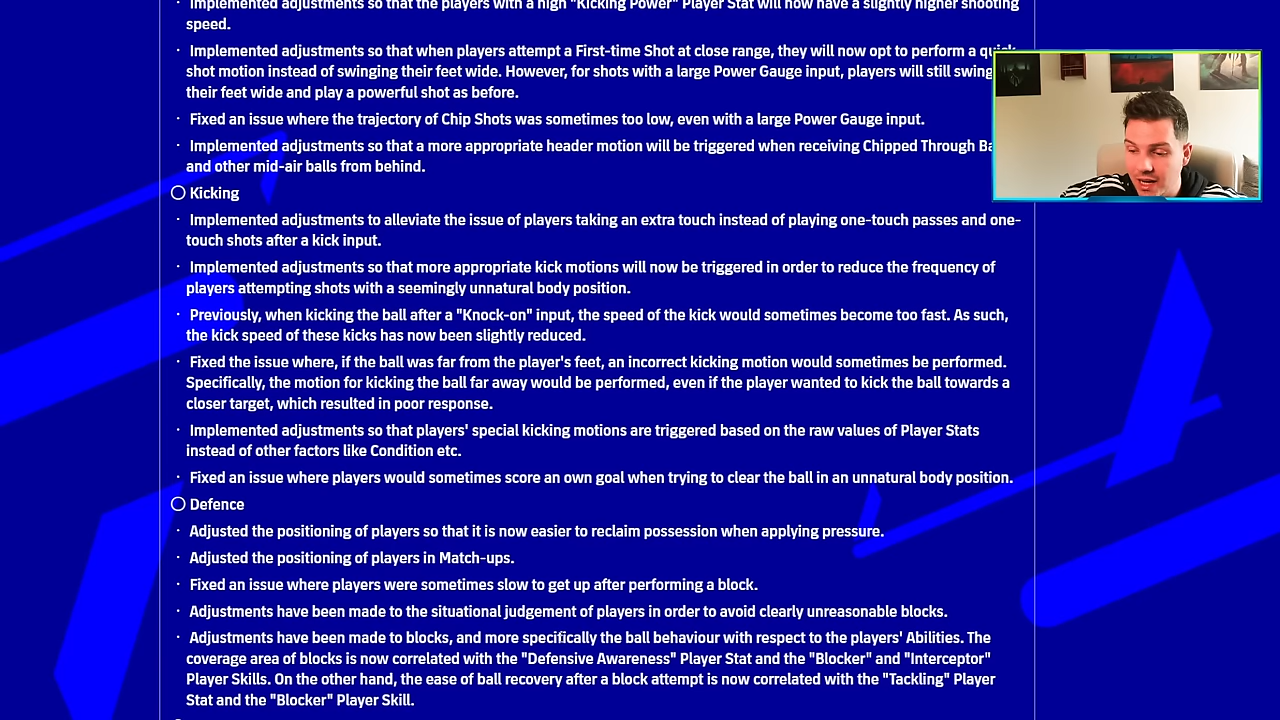 · Implemented adjustments so that the players with a high "Kicking Power" Player Stat will now have a slightly higher shooting
speed.
· Implemented adjustments so that when players attempt a First-time Shot at close range, they will now opt to perform a quick
shot motion instead of swinging their feet wide. However, for shots with a large Power Gauge input, players will still swing
their feet wide and play a powerful shot as before.
· Fixed an issue where the trajectory of Chip Shots was sometimes too low, even with a large Power Gauge input.
· Implemented adjustments so that a more appropriate header motion will be triggered when receiving Chipped Through
and other mid-air balls from behind.
○ Kicking
· Implemented adjustments to alleviate the issue of players taking an extra touch instead of playing one-touch passes and one-
touch shots after a kick input.
· Implemented adjustments so that more appropriate kick motions will now be triggered in order to reduce the frequency of
players attempting shots with a seemingly unnatural body position.
· Previously, when kicking the ball after a "Knock-on" input, the speed of the kick would sometimes become too fast. As such,
the kick speed of these kicks has now been slightly reduced.
· Fixed the issue where, if the ball was far from the player's feet, an incorrect kicking motion would sometimes be performed.
Specifically, the motion for kicking the ball far away would be performed, even if the player wanted to kick the ball towards a
closer target, which resulted in poor response.
· Implemented adjustments so that players' special kicking motions are triggered based on the raw values of Player Stats
instead of other factors like Condition etc.
· Fixed an issue where players would sometimes score an own goal when trying to clear the ball in an unnatural body position.
○ Defence
· Adjusted the positioning of players so that it is now easier to reclaim possession when applying pressure.
· Adjusted the positioning of players in Match-ups.
· Fixed an issue where players were sometimes slow to get up after performing a block.
· Adjustments have been made to the situational judgement of players in order to avoid clearly unreasonable blocks.
· Adjustments have been made to blocks, and more specifically the ball behaviour with respect to the players' Abilities. The
coverage area of blocks is now correlated with the "Defensive Awareness" Player Stat and the "Blocker" and "Interceptor"
Player Skills. On the other hand, the ease of ball recovery after a block attempt is now correlated with the "Tackling" Player
Stat and the "Blocker" Player Skill.